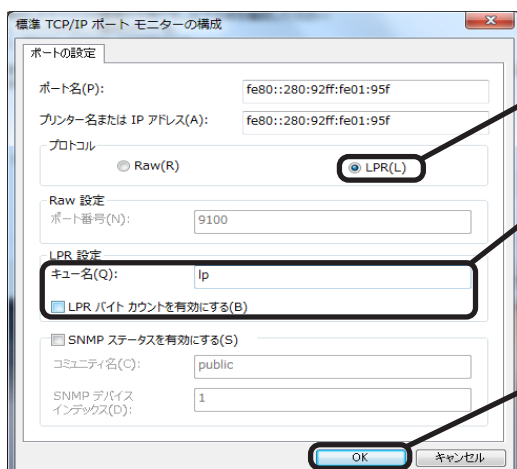 標準 TCP/IP ポート モニターの構成
ポートの設定
ポート名(P): fe80::280:92ff:fe01:95f
プリンター名または IP アドレス(A): fe80::280:92ff:fe01:95f
プロトコル
Raw(R) LPR(L)
Raw 設定
ポート番号(N): 9100
LPR 設定
キュー名(Q): lp
LPR バイト カウントを有効にする(B)
SNMP ステータスを有効にする(S)
コミュニティ名(C): public
SNMP デバイス
インデックス(D): 1
OK キャンセル